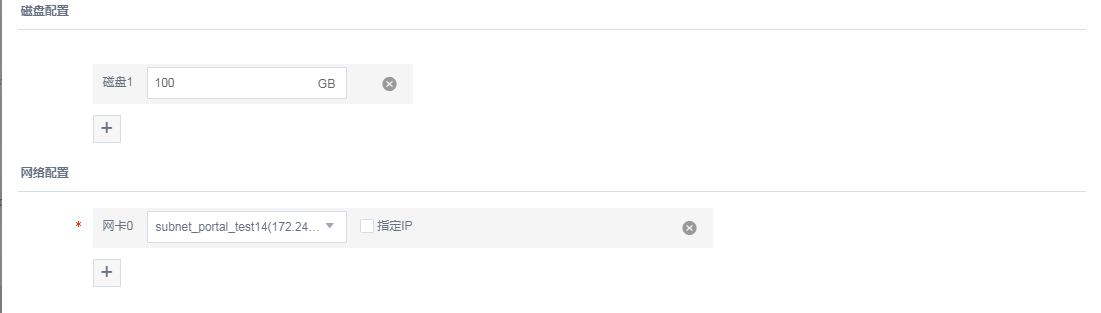 磁盘配置
磁盘1 100 GB
+
网络配置
* 网卡0 subnet_portal_test14(172.24... 指定IP
+